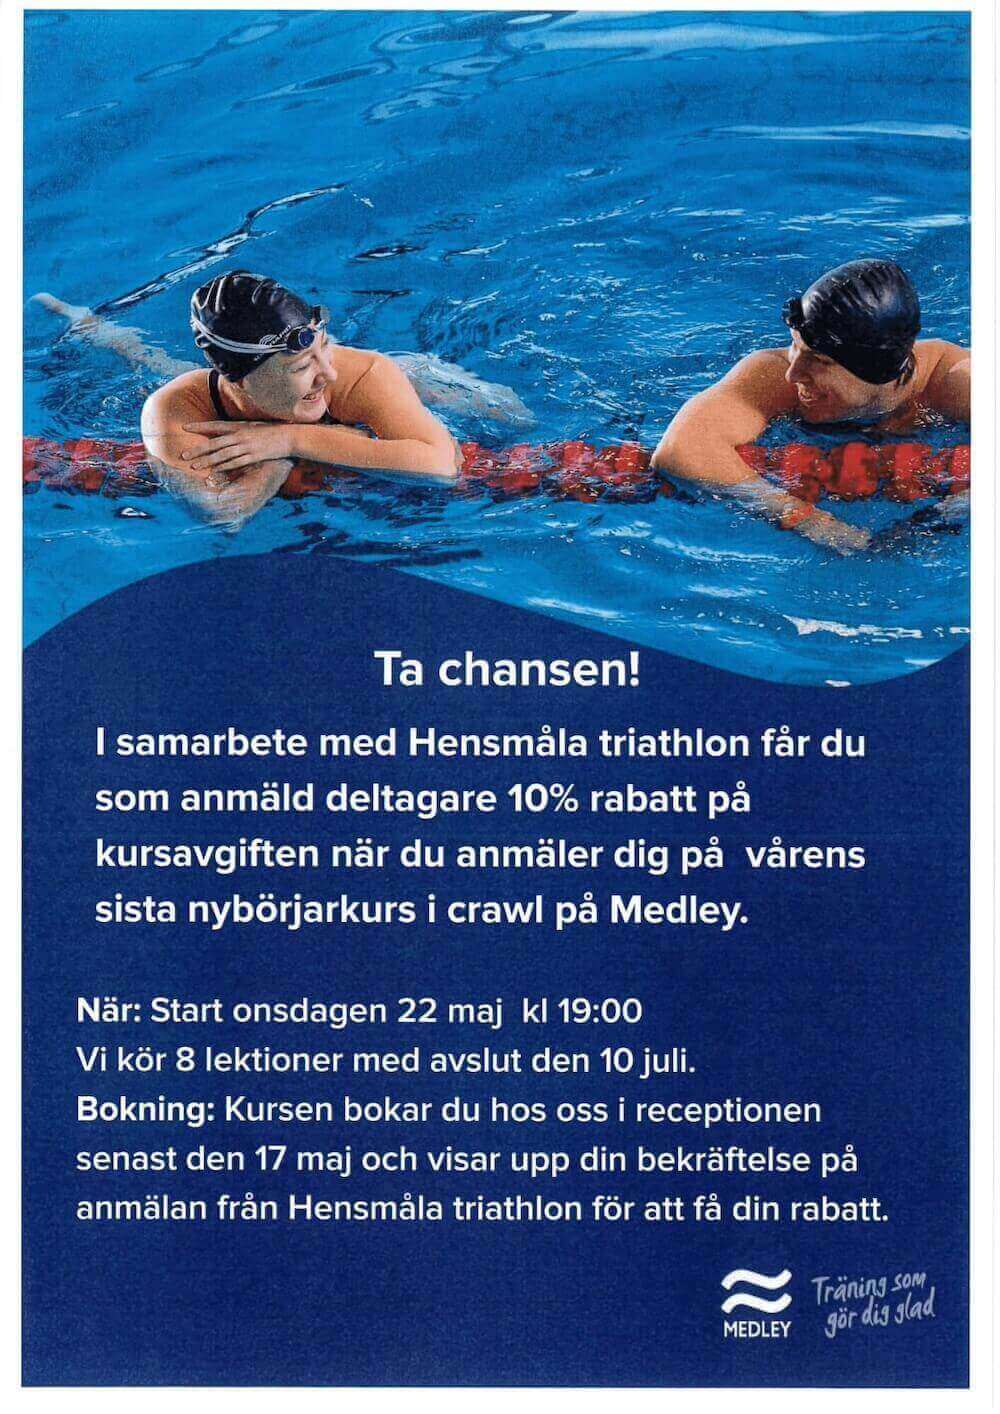 Ta chansen!
I samarbete med Hensmåla triathlon får du
som anmäld deltagare 10% rabatt på
kursavgiften när du anmäler dig på vårens
sista nybörjarkurs i crawl på Medley.
När: Start onsdagen 22 maj kl 19:00
Vi kör 8 lektioner med avslut den 10 juli.
Bokning: Kursen bokar du hos oss i receptionen
senast den 17 maj och visar upp din bekräftelse på
anmälan från Hensmåla triathlon för att få din rabatt.
MEDLEY
Träning som
gör dig glad